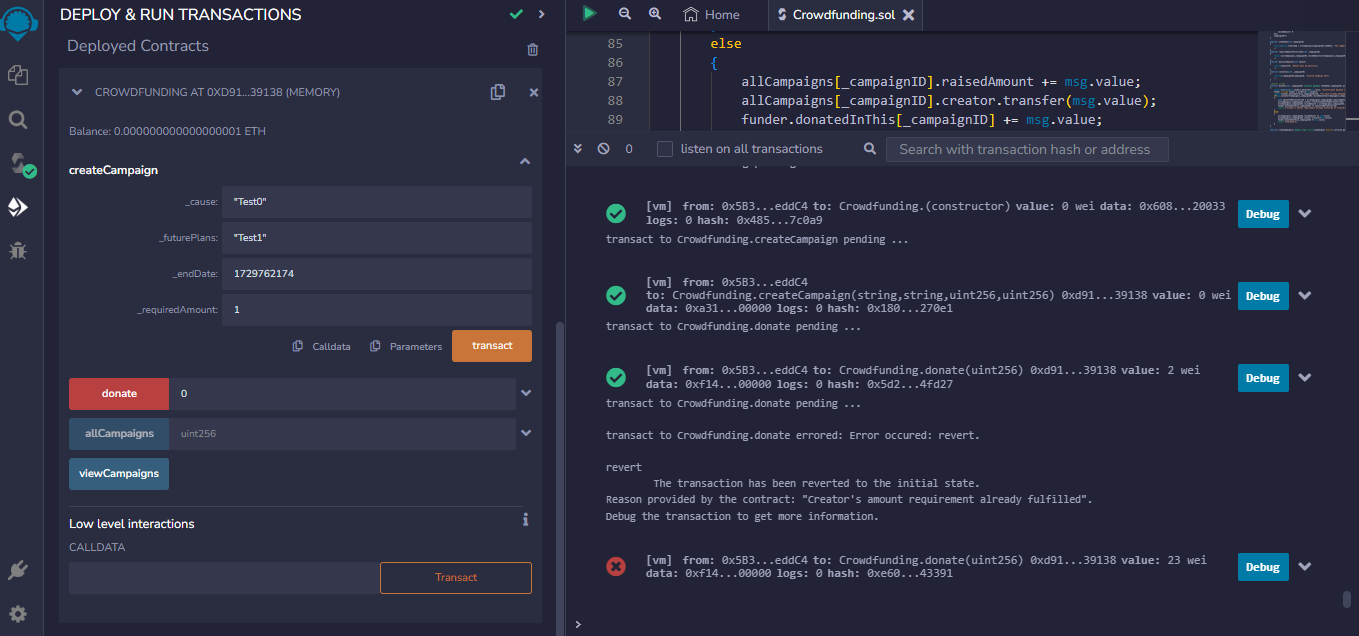 DEPLOY & RUN TRANSACTIONS
Deployed Contracts
CROWDFUNDING AT 0XD91...39138 (MEMORY)
Balance: 0.000000000000000001 ETH
createCampaign
_cause: "Test0"
_futurePlans: "Test1"
_endDate: 1729762174
_requiredAmount: 1
Calldata Parameters transact
donate 0
allCampaigns uint256
viewCampaigns
Low level interactions
CALLDATA
Transact
Home Crowdfunding.sol
85 else
86 {
87 allCampaigns[_campaignID].raisedAmount += msg.value;
88 allCampaigns[_campaignID].creator.transfer(msg.value);
89 funder.donatedInThis[_campaignID] += msg.value;
0 listen on all transactions Search with transaction hash or address
[vm] from: 0x5B3...eddC4 to: Crowdfunding.(constructor) value: 0 wei data: 0x608...20033
logs: 0 hash: 0x485...7c0a9
Debug
transact to Crowdfunding.createCampaign pending ...
[vm] from: 0x5B3...eddC4
to: Crowdfunding.createCampaign(string,string,uint256,uint256) 0xd91...39138 value: 0 wei
data: 0xa31...00000 logs: 0 hash: 0x180...270e1
Debug
transact to Crowdfunding.donate pending ...
[vm] from: 0x5B3...eddC4 to: Crowdfunding.donate(uint256) 0xd91...39138 value: 2 wei
data: 0xf14...00000 logs: 0 hash: 0x5d2...4fd27
Debug
transact to Crowdfunding.donate pending ...
transact to Crowdfunding.donate errored: Error occured: revert.
revert
The transaction has been reverted to the initial state.
Reason provided by the contract: "Creator's amount requirement already fulfilled".
Debug the transaction to get more information.
[vm] from: 0x5B3...eddC4 to: Crowdfunding.donate(uint256) 0xd91...39138 value: 23 wei
data: 0xf14...00000 logs: 0 hash: 0xe60...43391
Debug
>